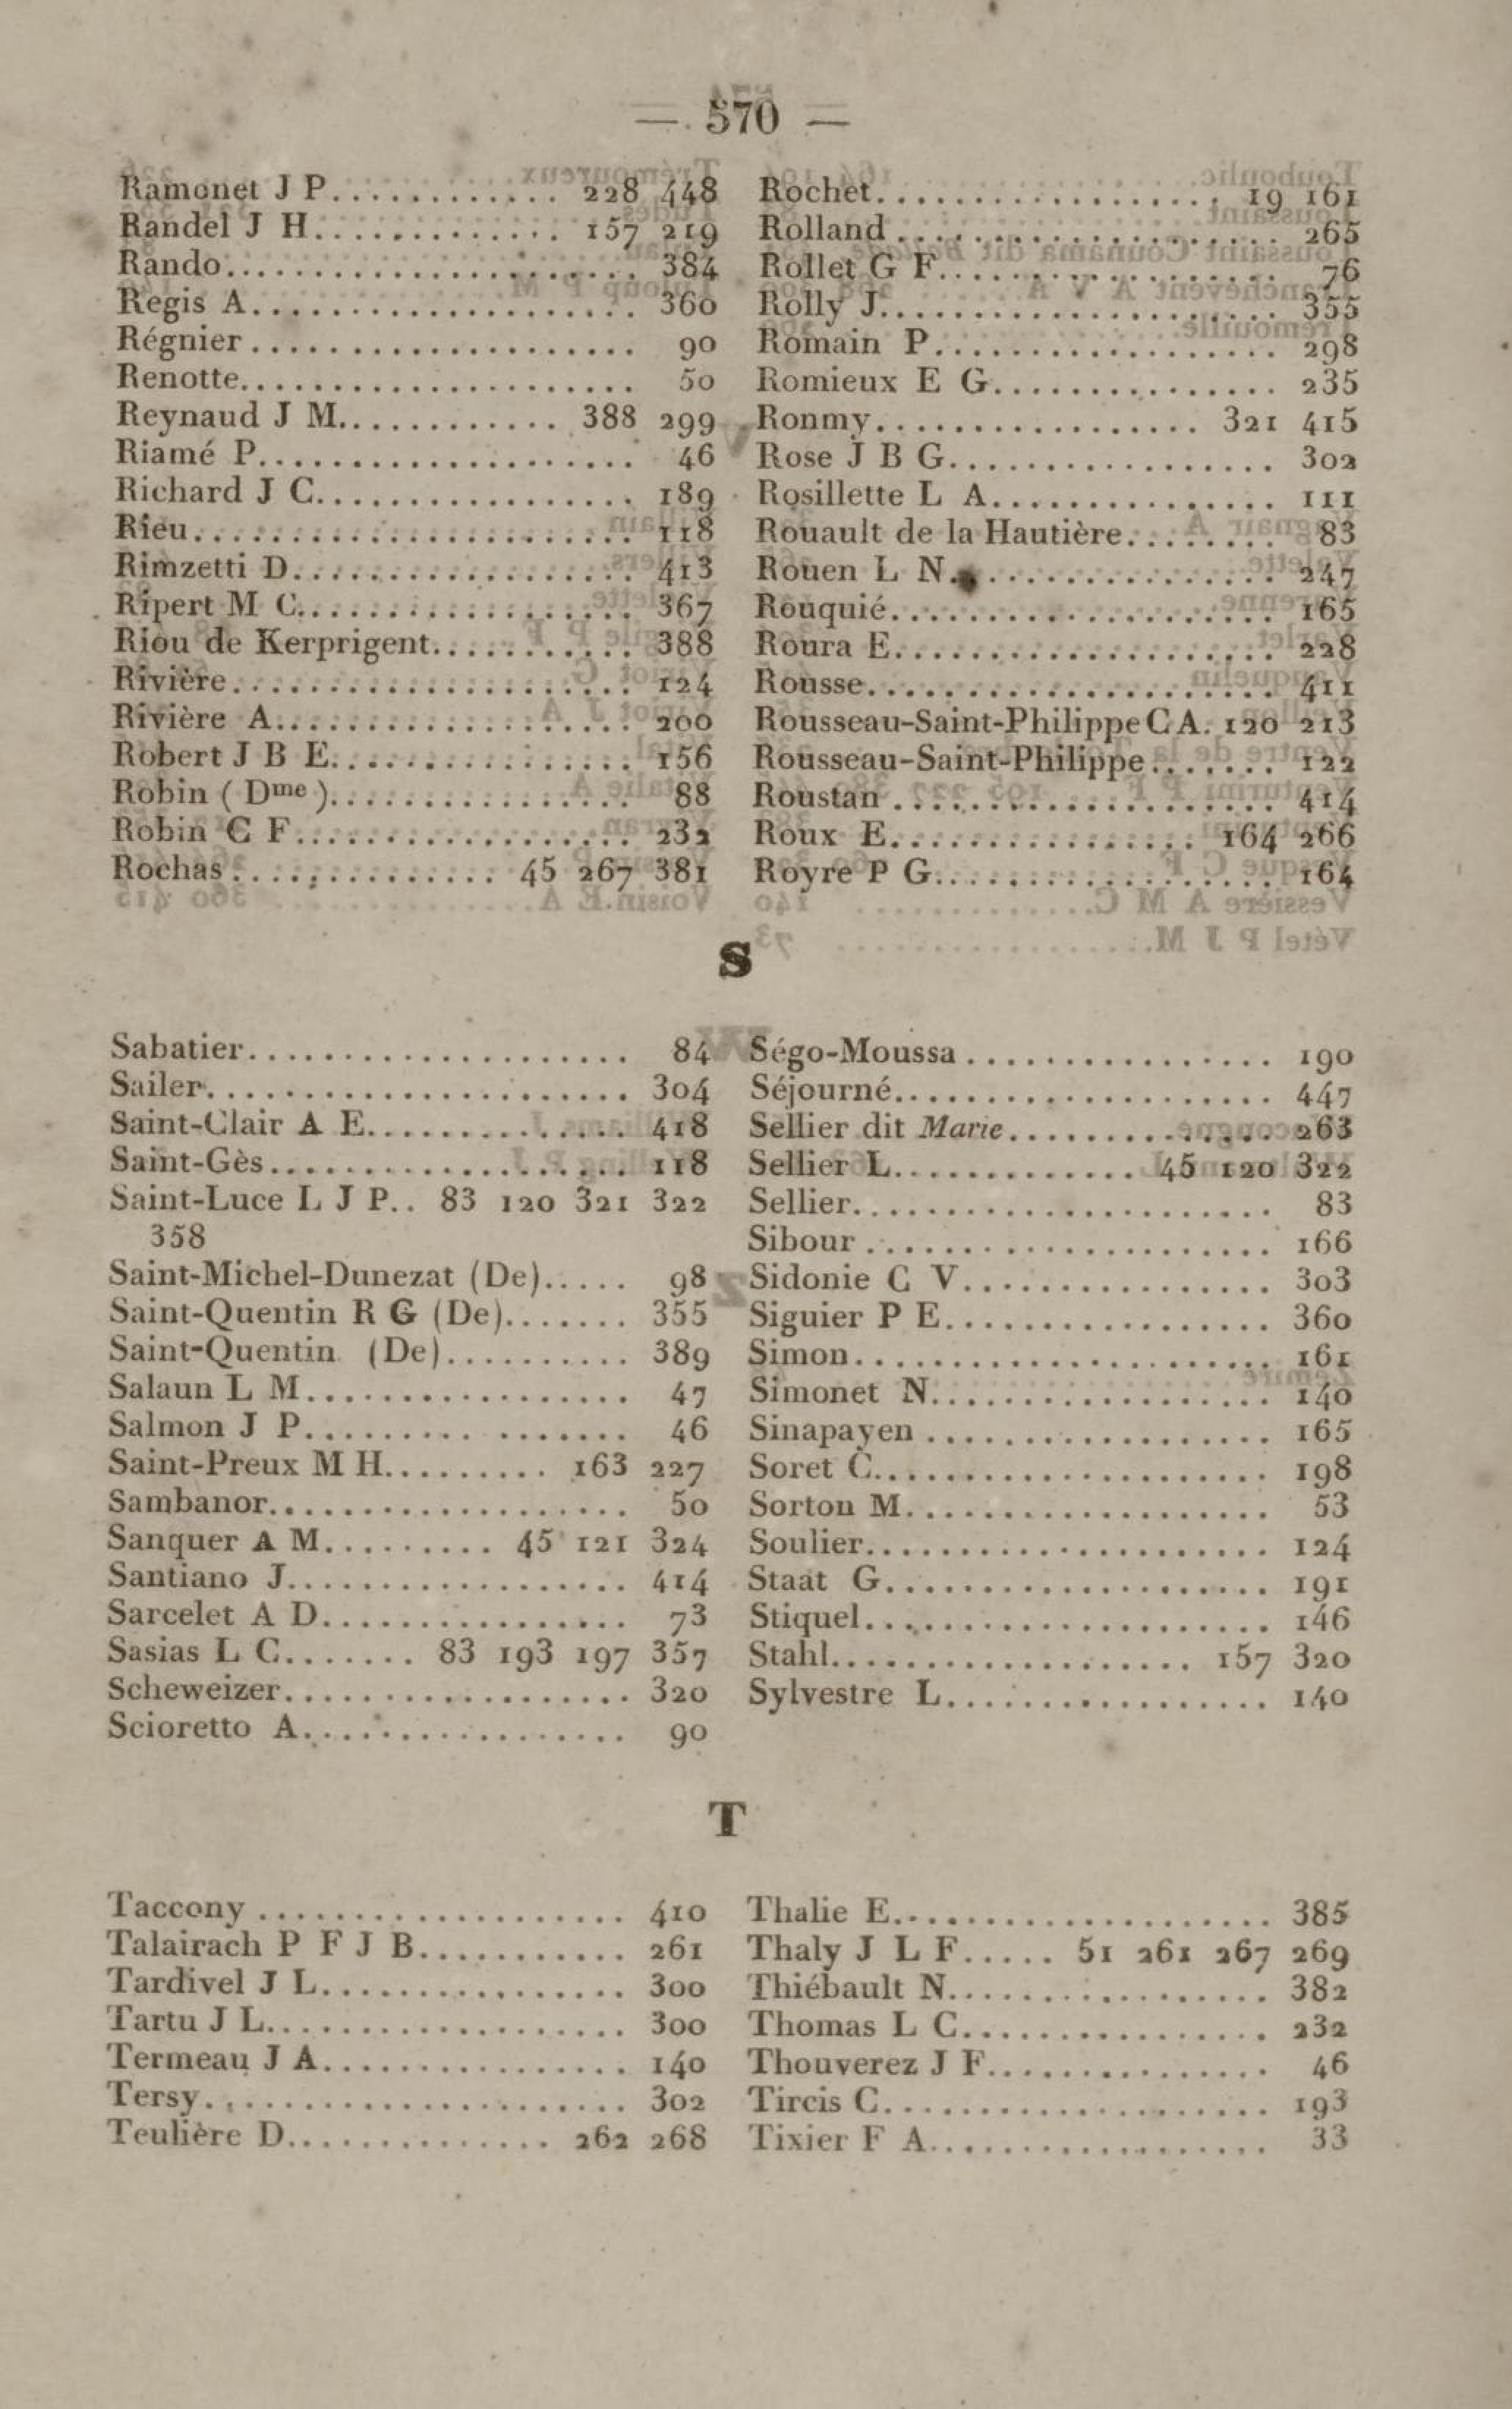 — 570 —
Ramonet J P............ 228 448
Randel J H............. 157 219
Rando...................... 384
Regis A..................... 360
Régnier.................... 90
Renotte..................... 50
Reynaud J M............. 388 299
Riamé P.................... 46
Richard J C................. 189
Rieu....................... 118
Rimzetti D.................. 413
Ripert M C.................. 367
Riou de Kerprigent........... 388
Rivière..................... 124
Rivière A................... 200
Robert J B E................ 156
Robin ( Dme )................ 88
Robin C F.................. 232
Rochas.............. 45 267 381
Rochet.................. 19 161
Rolland .................... 265
Rollet G F.................. 76
Rolly J..................... 355
Romain P.................. 298
Romieux E G............... 235
Ronmy................. 321 415
Rose J B G................. 302
Rosillette L A............... 111
Rouault de la Hautière........ 83
Rouen L N................. 247
Rouquié.................... 165
Roura E.................... 228
Rousse..................... 411
Rousseau-Saint-Philippe C A. 120 213
Rousseau-Saint-Philippe....... 122
Roustan .................... 414
Roux E................ 164 266
Royre P G.................. 164
S
Sabatier.................... 84
Sailer...................... 304
Saint-Clair A E.............. 418
Saint-Gès................... 118
Saint-Luce L J P.. 83 120 321 322
358
Saint-Michel-Dunezat (De)..... 98
Saint-Quentin R G (De)....... 355
Saint-Quentin (De).......... 389
Salaun L M................. 47
Salmon J P................. 46
Saint-Preux M H......... 163 227
Sambanor................... 50
Sanquer A M......... 45 121 324
Santiano J.................. 414
Sarcelet A D................ 73
Sasias L C....... 83 193 197 357
Scheweizer.................. 320
Scioretto A................. 90
Ségo-Moussa................ 190
Séjourné.................... 447
Sellier dit Marie.............. 263
Sellier L............. 45 120 322
Sellier...................... 83
Sibour ..................... 166
Sidonie C V................ 303
Siguier P E................. 360
Simon...................... 161
Simonet N.................. 140
Sinapayen .................. 165
Soret C..................... 198
Sorton M................... 53
Soulier..................... 124
Staat G.................... 191
Stiquel..................... 146
Stahl................... 157 320
Sylvestre L................. 140
T
Taccony .................... 410
Talairach P F J B........... 261
Tardivel J L................ 300
Tartu J L................... 300
Termeau J A................ 140
Tersy...................... 302
Teulière D.............. 262 268
Thalie E.................... 385
Thaly J L F..... 51 261 267 269
Thiébault N................. 382
Thomas L C................ 232
Thouverez J F............... 46
Tircis C.................... 193
Tixier F A.................. 33